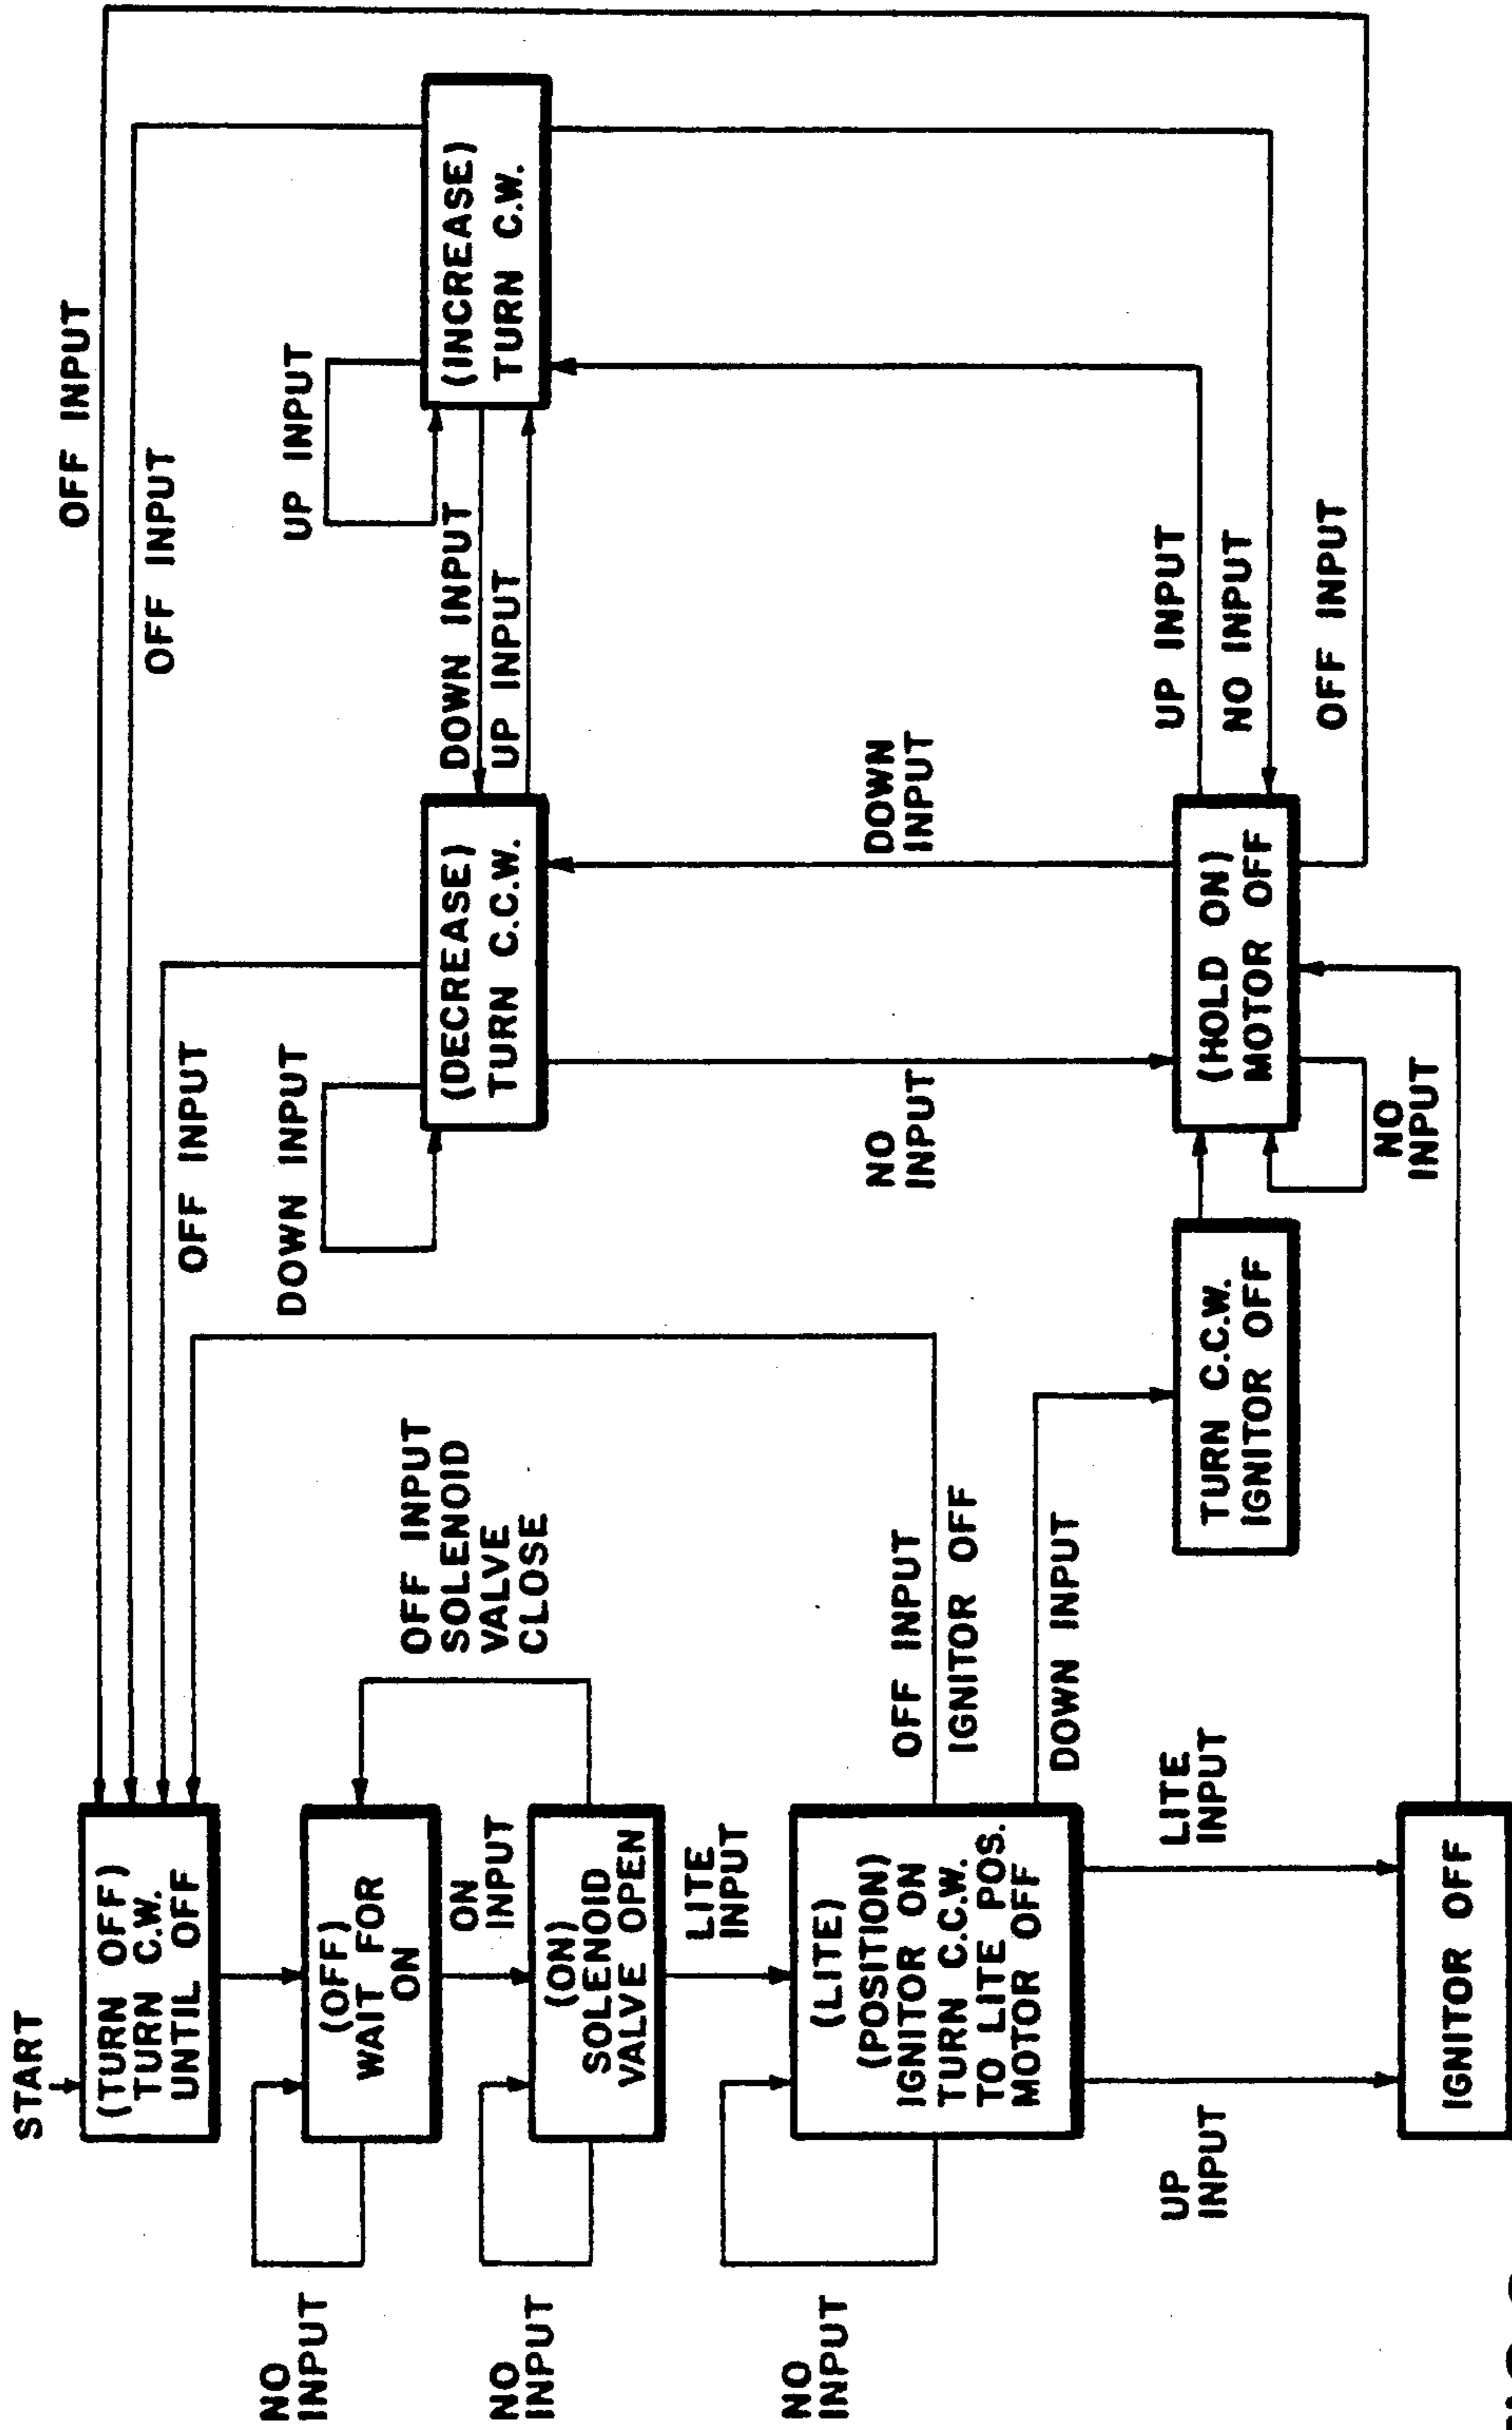 START
(TURN OFF)
TURN C.W.
UNTIL OFF
OFF INPUT
OFF INPUT
OFF INPUT
NO
INPUT
(OFF)
WAIT FOR
ON
ON
INPUT
OFF INPUT
SOLENOID
VALVE
CLOSE
NO
INPUT
(ON)
SOLENOID
VALVE OPEN
LITE
INPUT
NO
INPUT
(LITE)
(POSITION)
IGNITOR ON
TURN C.C.W.
TO LITE POS.
MOTOR OFF
OFF INPUT
IGNITOR OFF
DOWN INPUT
UP
INPUT
LITE
INPUT
IGNITOR OFF
TURN C.C.W.
IGNITOR OFF
DOWN INPUT
(DECREASE)
TURN C.C.W.
DOWN INPUT
UP INPUT
UP INPUT
(INCREASE)
TURN C.W.
NO
INPUT
DOWN
INPUT
(HOLD ON)
MOTOR OFF
NO
INPUT
UP INPUT
NO INPUT
OFF INPUT